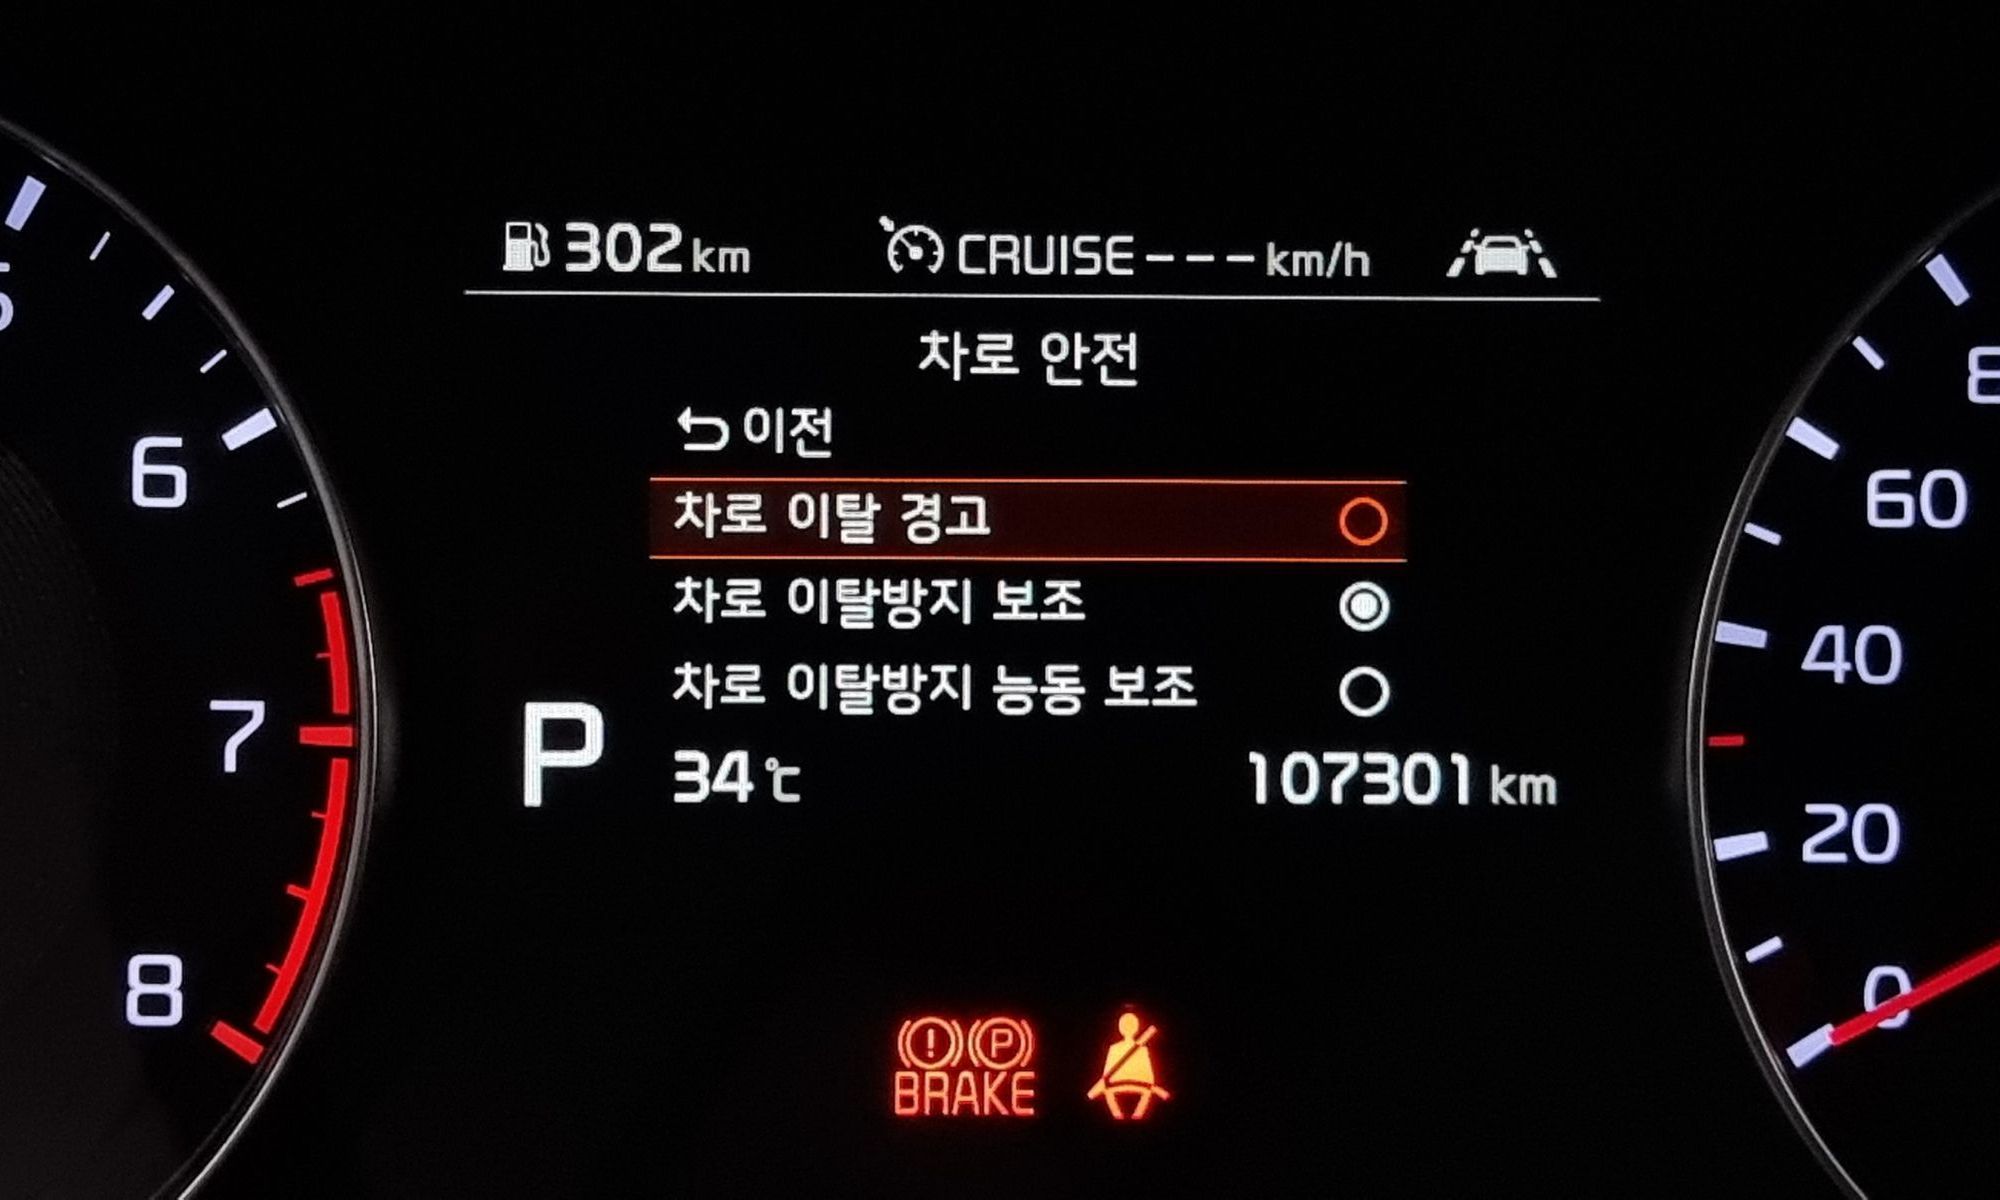 302 km CRUISE --- km/h
차로 안전
이전
차로 이탈 경고
차로 이탈방지 보조
차로 이탈방지 능동 보조
P
34 ℃ 107301 km
6
7
8
60
40
20
0
(!) (P)
BRAKE